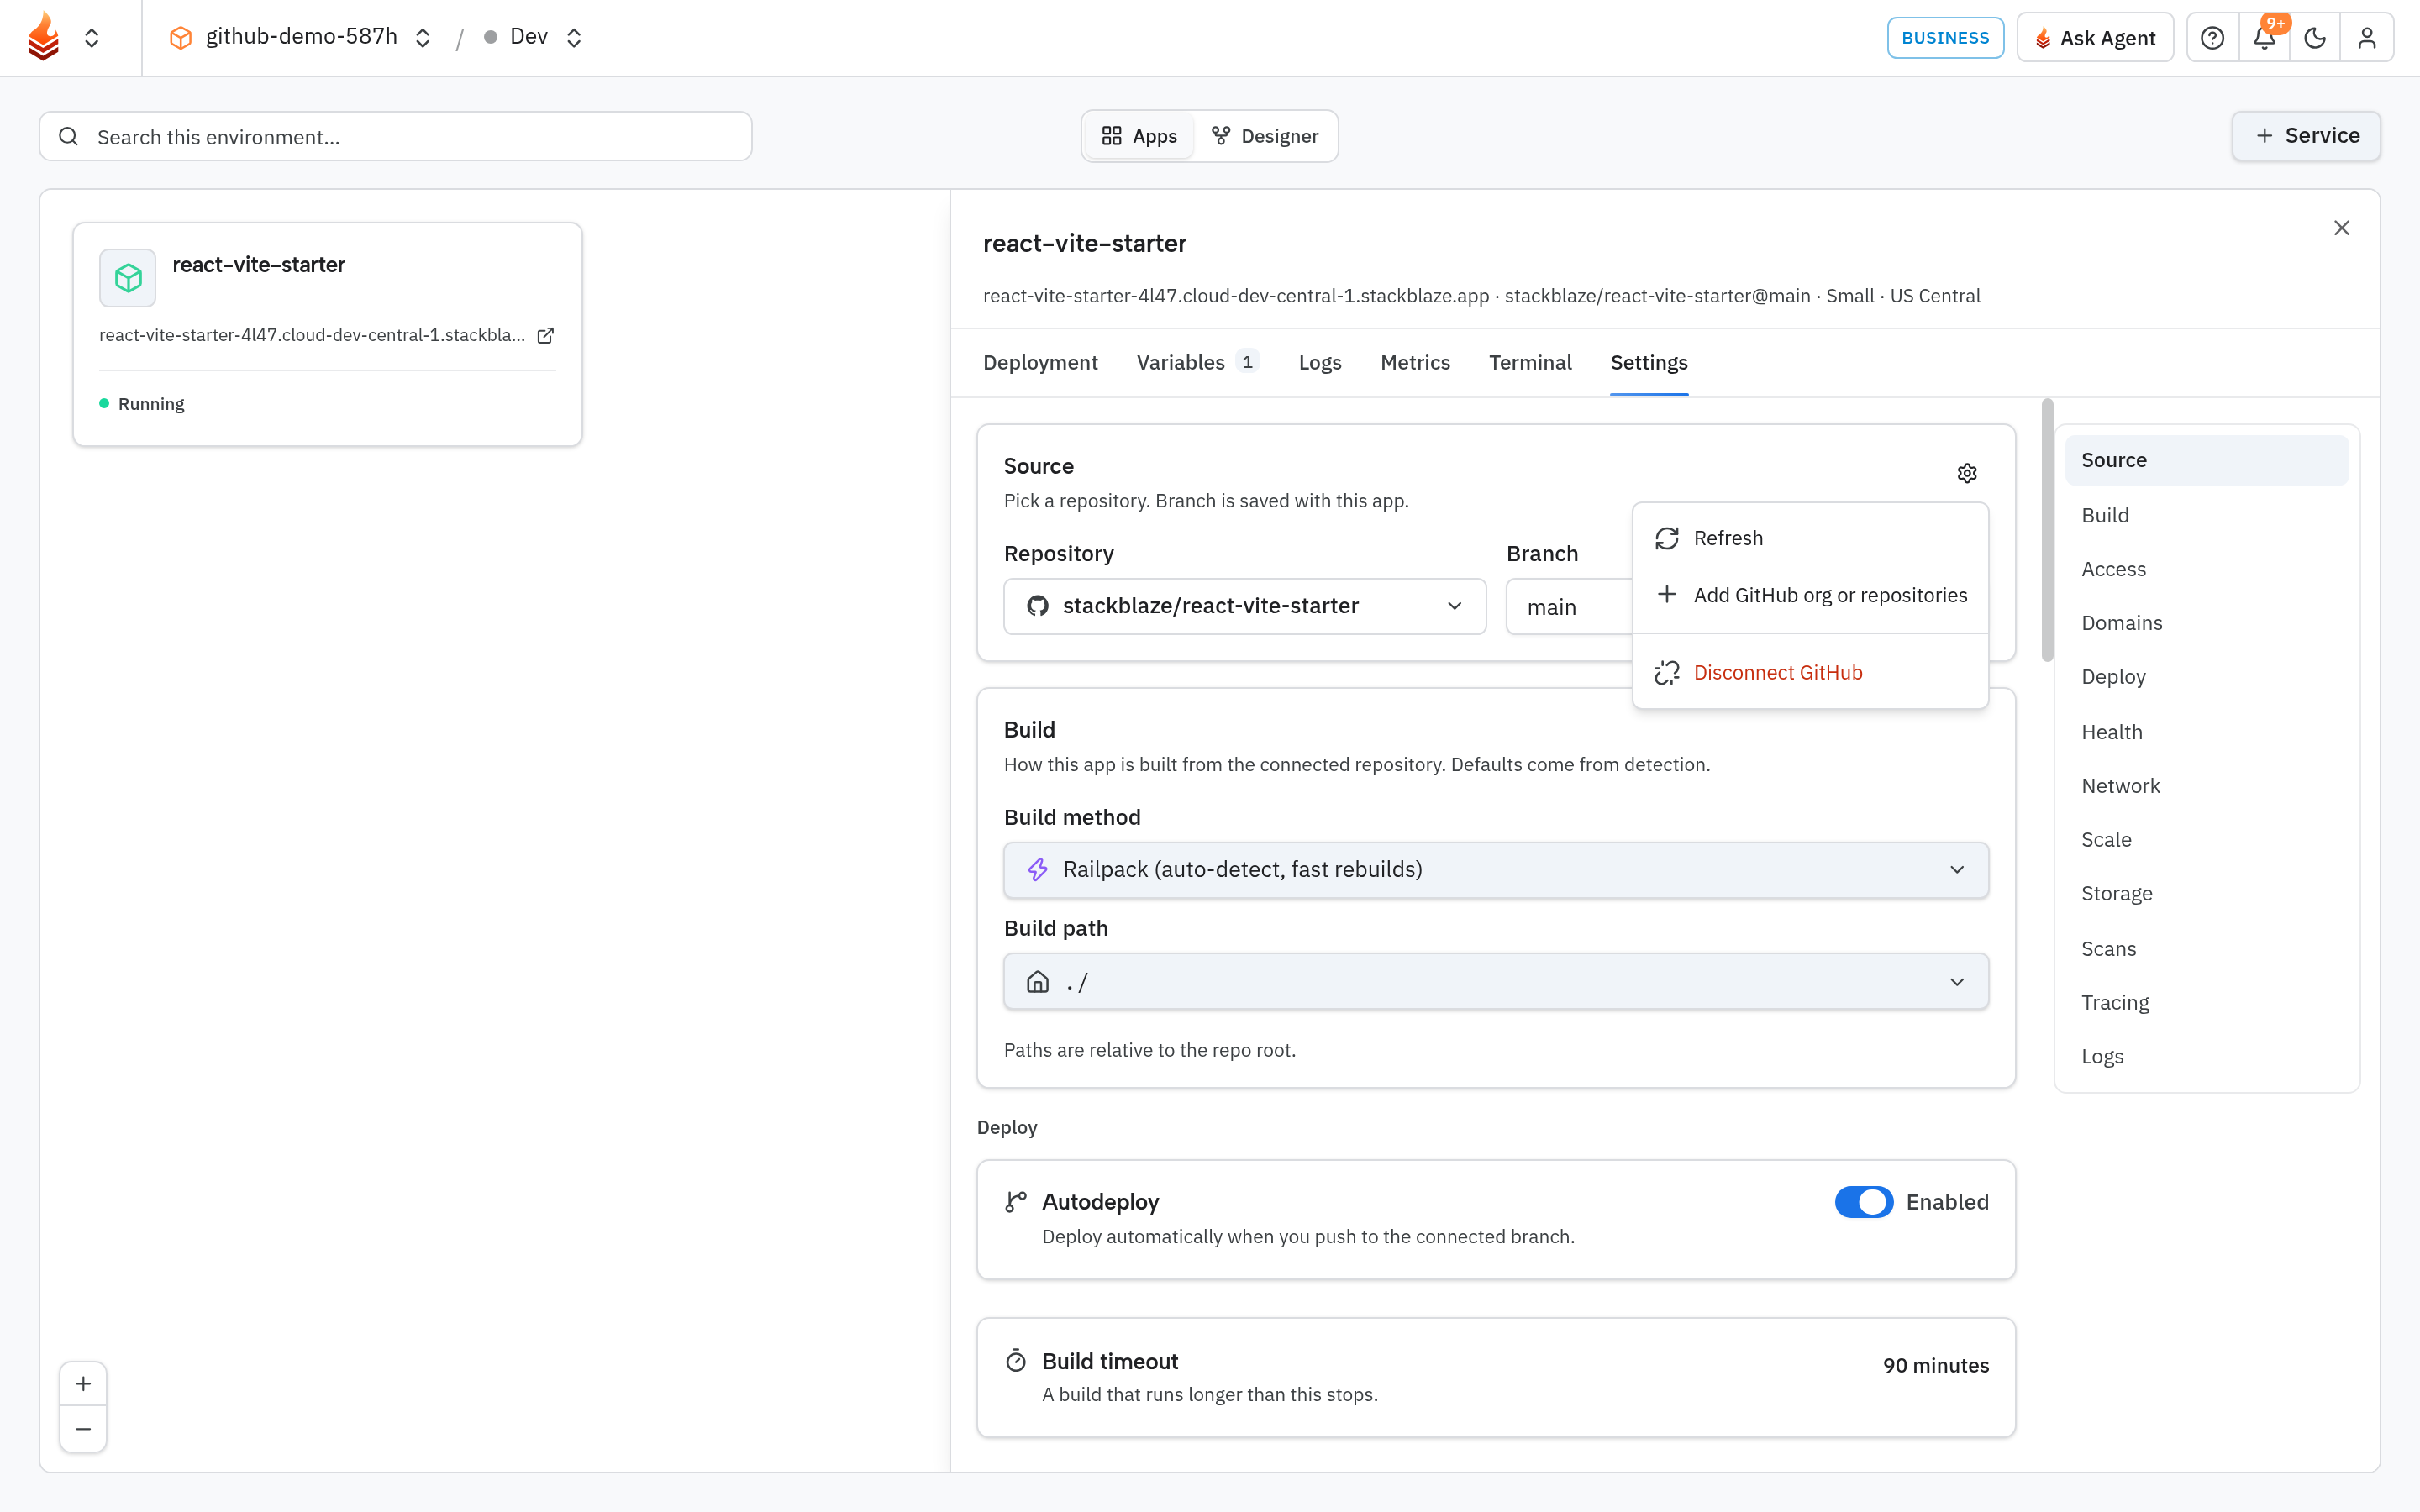 github-demo-587h / Dev
BUSINESS
Ask Agent
9+
Search this environment...
Apps
Designer
+ Service
react-vite-starter
react-vite-starter-4l47.cloud-dev-central-1.stackbla...
Running
react-vite-starter
react-vite-starter-4l47.cloud-dev-central-1.stackblaze.app · stackblaze/react-vite-starter@main · Small · US Central
Deployment
Variables 1
Logs
Metrics
Terminal
Settings
Source
Pick a repository. Branch is saved with this app.
Repository
stackblaze/react-vite-starter
Branch
main
Refresh
Add GitHub org or repositories
Disconnect GitHub
Build
How this app is built from the connected repository. Defaults come from detection.
Build method
Railpack (auto-detect, fast rebuilds)
Build path
./
Paths are relative to the repo root.
Deploy
Autodeploy
Enabled
Deploy automatically when you push to the connected branch.
Build timeout
90 minutes
A build that runs longer than this stops.
Source
Build
Access
Domains
Deploy
Health
Network
Scale
Storage
Scans
Tracing
Logs